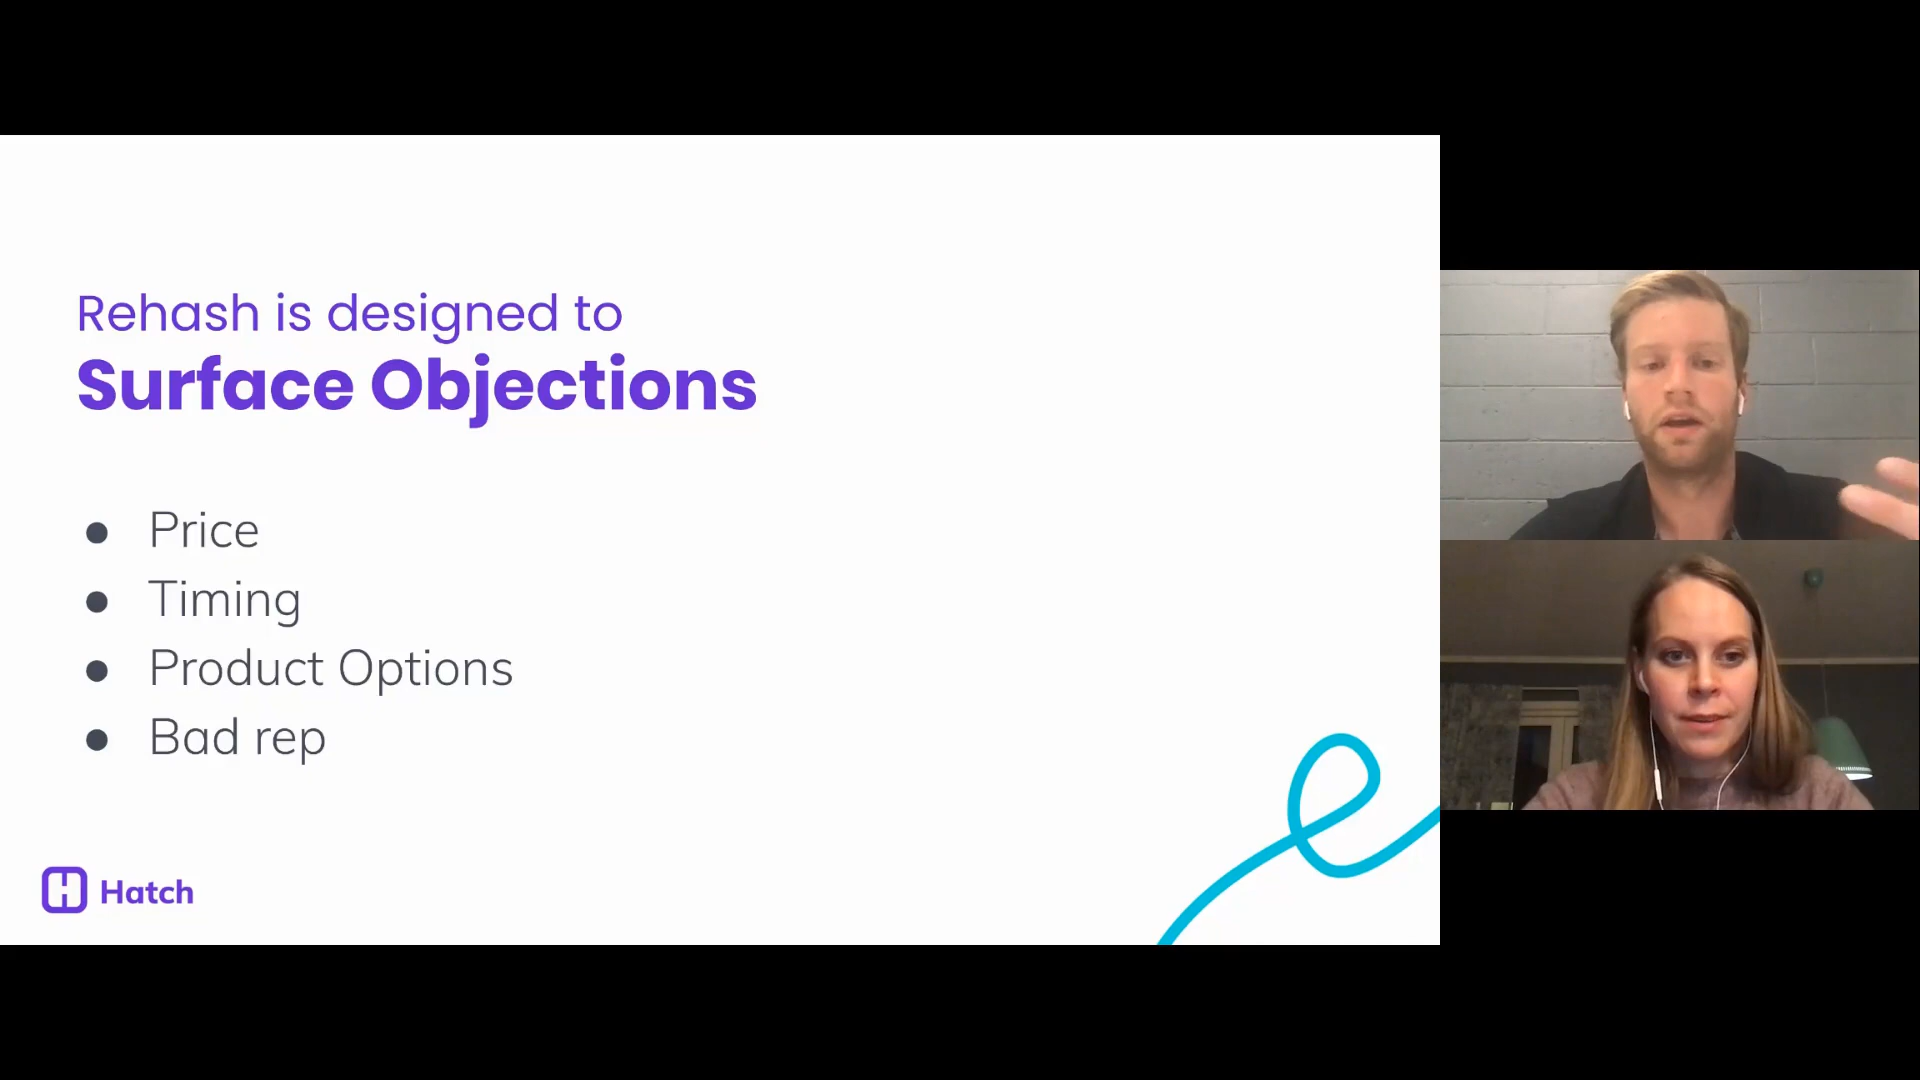 Rehash is designed to
Surface Objections
● Price
● Timing
● Product Options
● Bad rep
Hatch